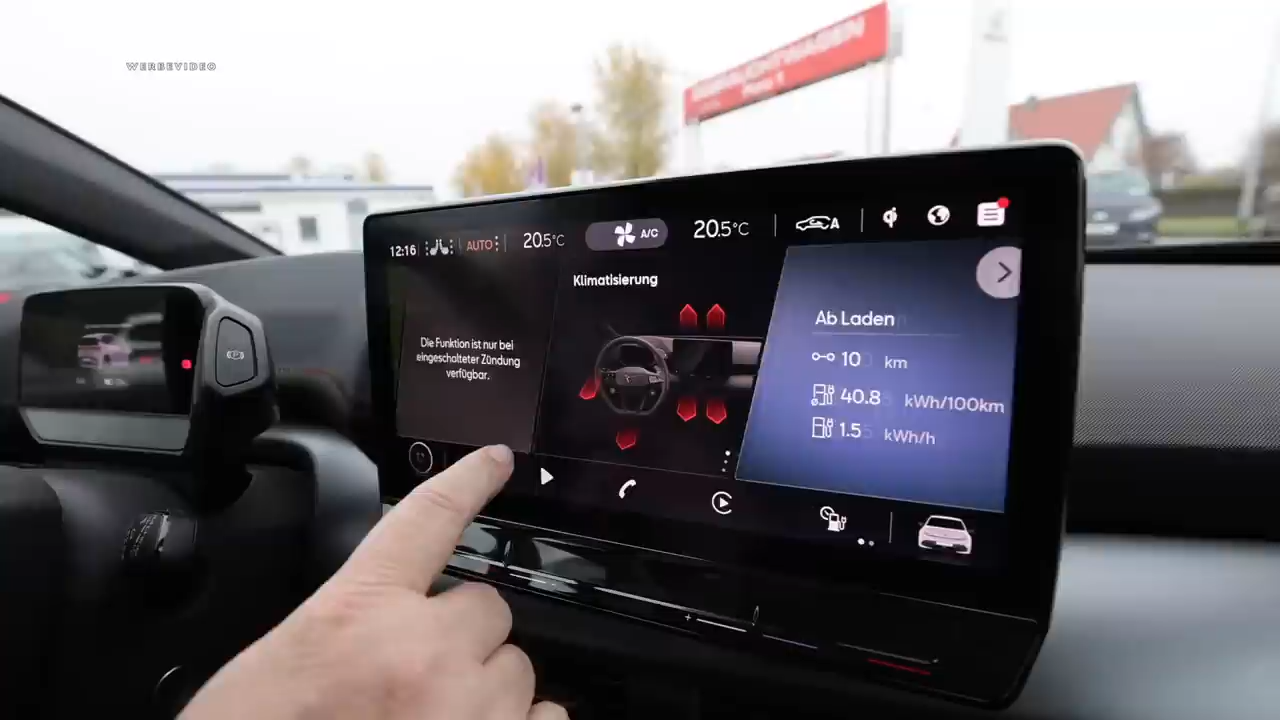 WERBEVIDEO
GEBRAUCHTWAGEN
12:16
AUTO
20.5°C
A/C
20.5°C
A
Klimatisierung
Die Funktion ist nur bei
eingeschalteter Zündung
verfügbar.
Ab Laden
10 km
40.8 kWh/100km
1.5 kWh/h